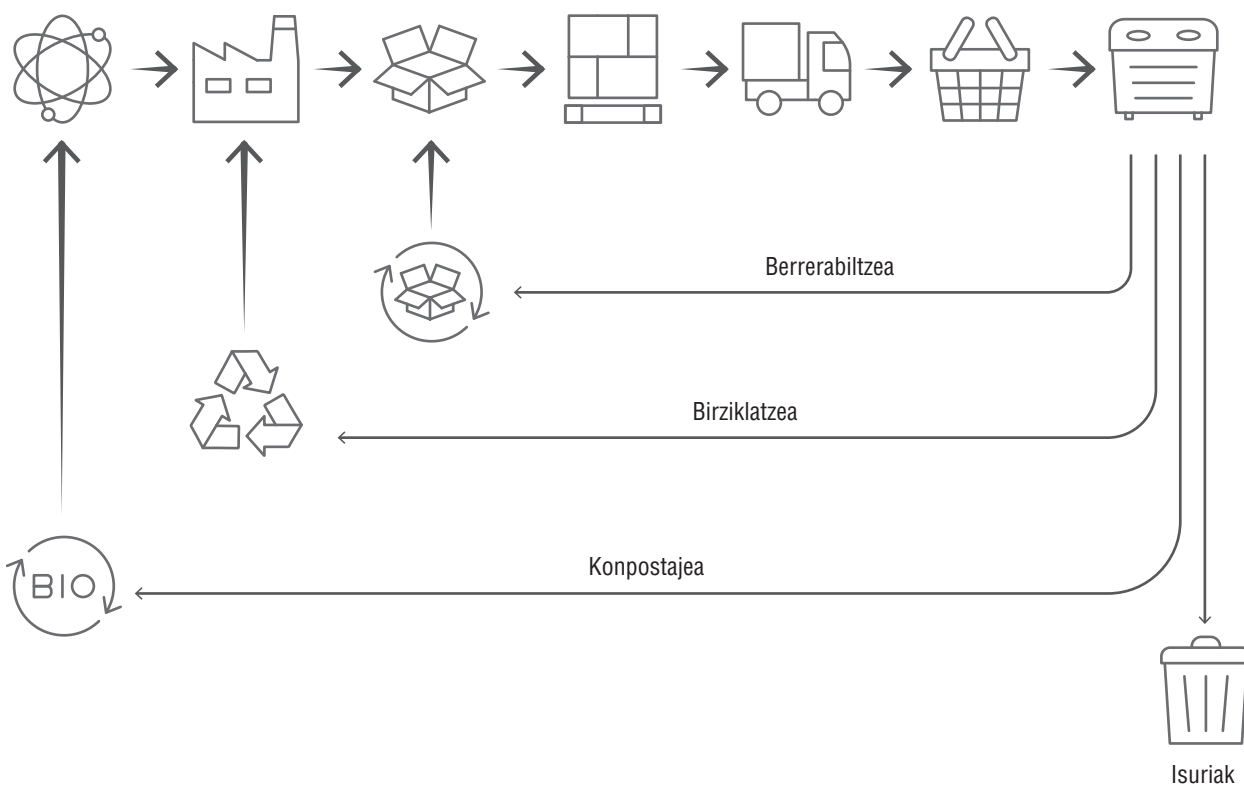 Berrerabiltzea
Birziklatzea
Konpostajea
BIO
Isuriak